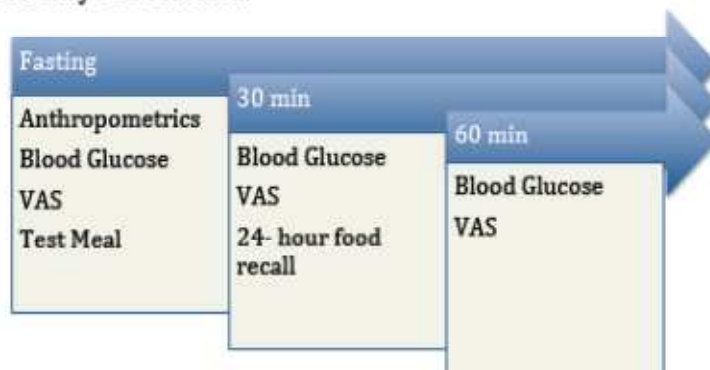 Fasting
Anthropometrics
Blood Glucose
VAS
Test Meal
30 min
Blood Glucose
VAS
24- hour food
recall
60 min
Blood Glucose
VAS